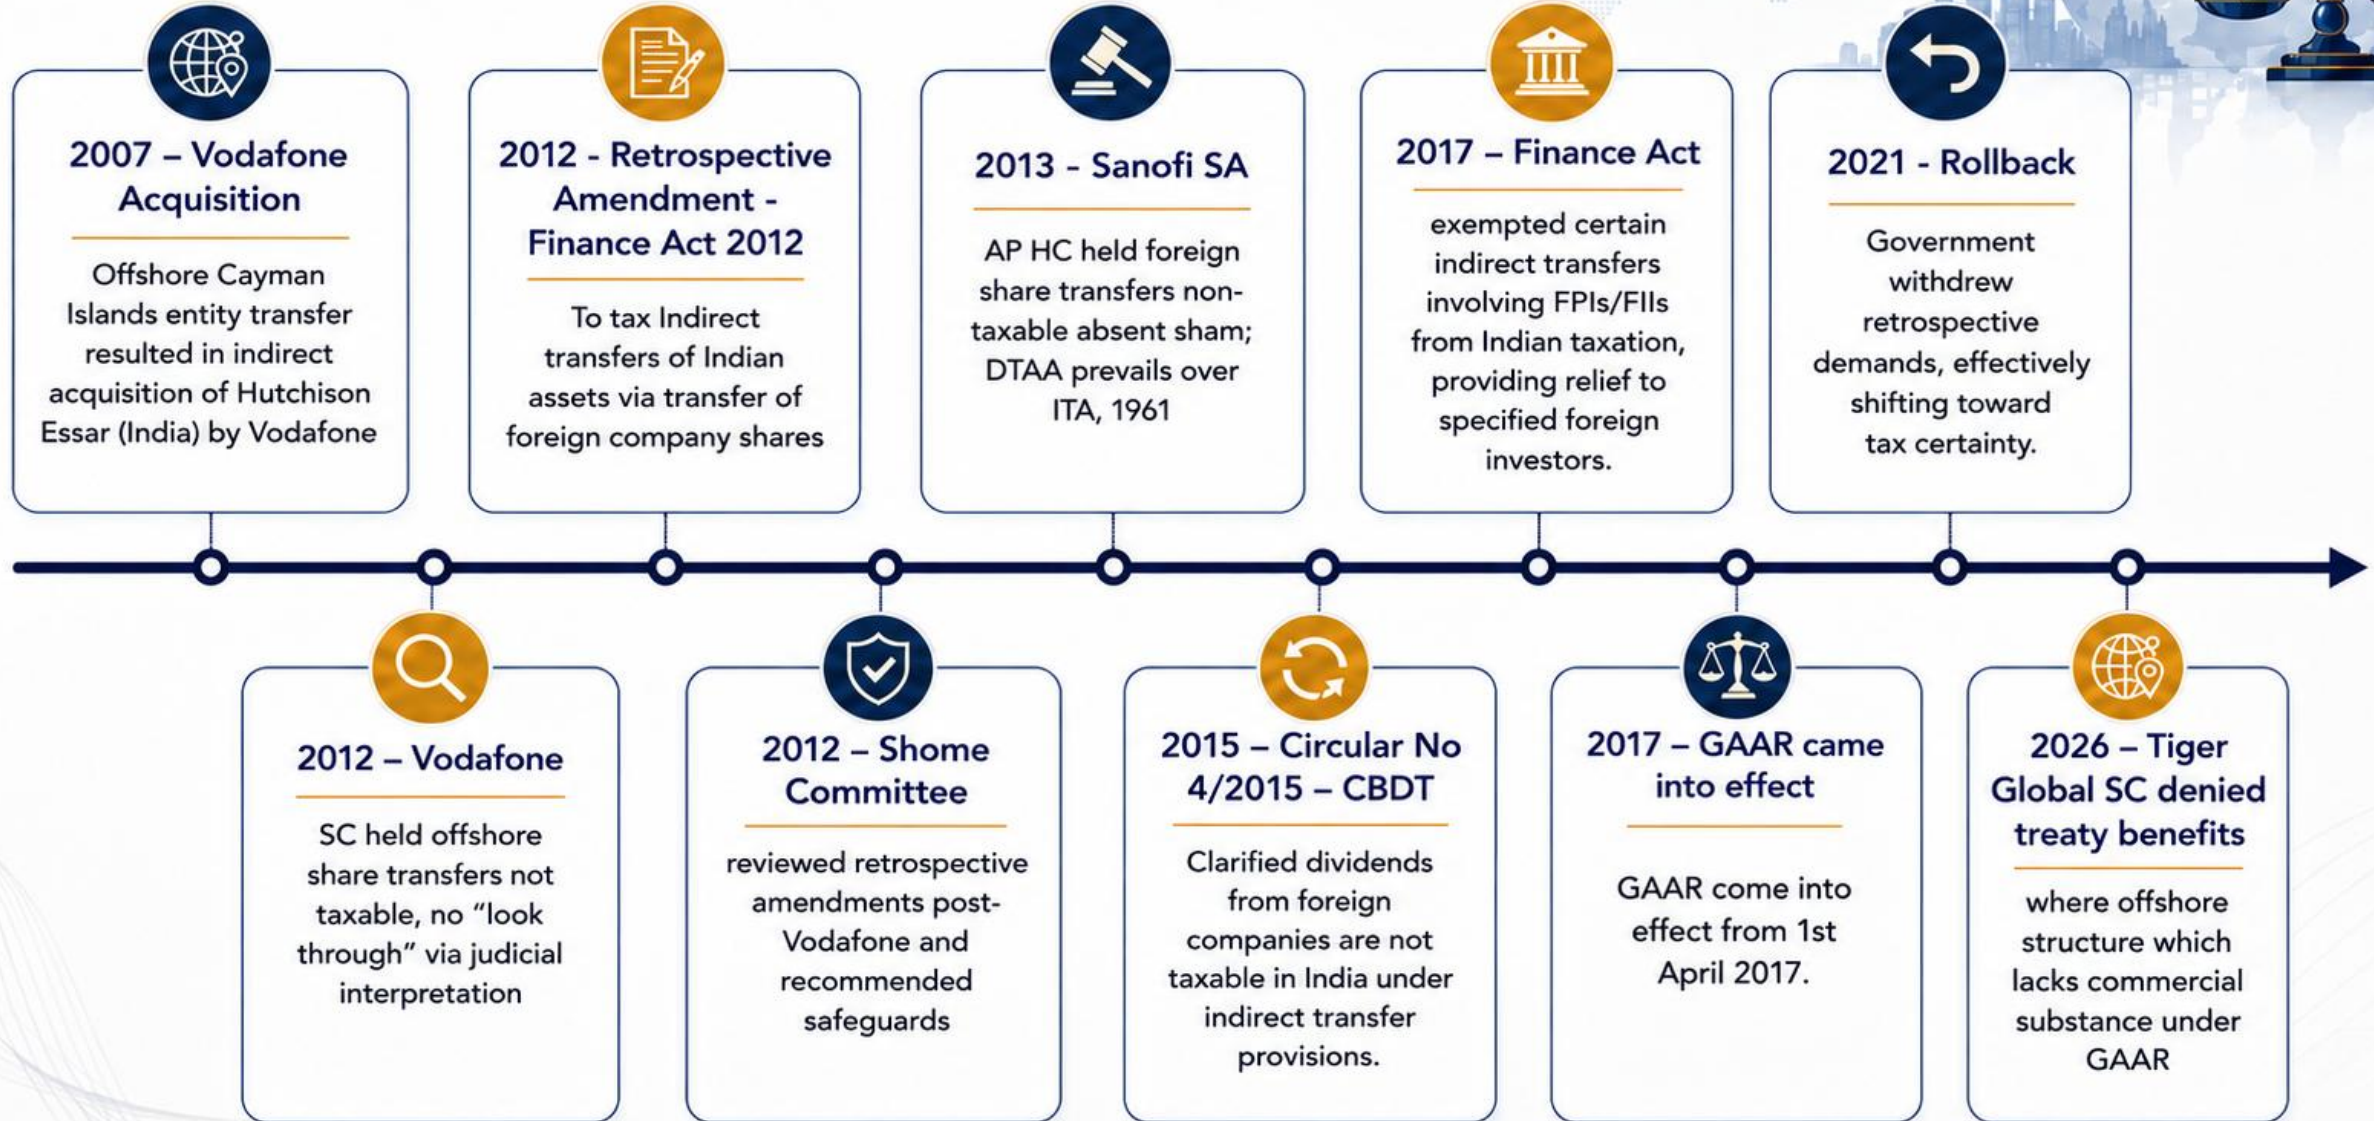 2007 – Vodafone
Acquisition
Offshore Cayman
Islands entity transfer
resulted in indirect
acquisition of Hutchison
Essar (India) by Vodafone
2012 – Vodafone
SC held offshore
share transfers not
taxable, no “look
through” via judicial
interpretation
2012 - Retrospective
Amendment -
Finance Act 2012
To tax Indirect
transfers of Indian
assets via transfer of
foreign company shares
2012 – Shome
Committee
reviewed retrospective
amendments post-
Vodafone and
recommended
safeguards
2013 - Sanofi SA
AP HC held foreign
share transfers non-
taxable absent sham;
DTAA prevails over
ITA, 1961
2015 – Circular No
4/2015 – CBDT
Clarified dividends
from foreign
companies are not
taxable in India under
indirect transfer
provisions.
2017 – Finance Act
exempted certain
indirect transfers
involving FPIs/FIIs
from Indian taxation,
providing relief to
specified foreign
investors.
2017 – GAAR came
into effect
GAAR come into
effect from 1st
April 2017.
2021 - Rollback
Government
withdrew
retrospective
demands, effectively
shifting toward
tax certainty.
2026 – Tiger
Global SC denied
treaty benefits
where offshore
structure which
lacks commercial
substance under
GAAR